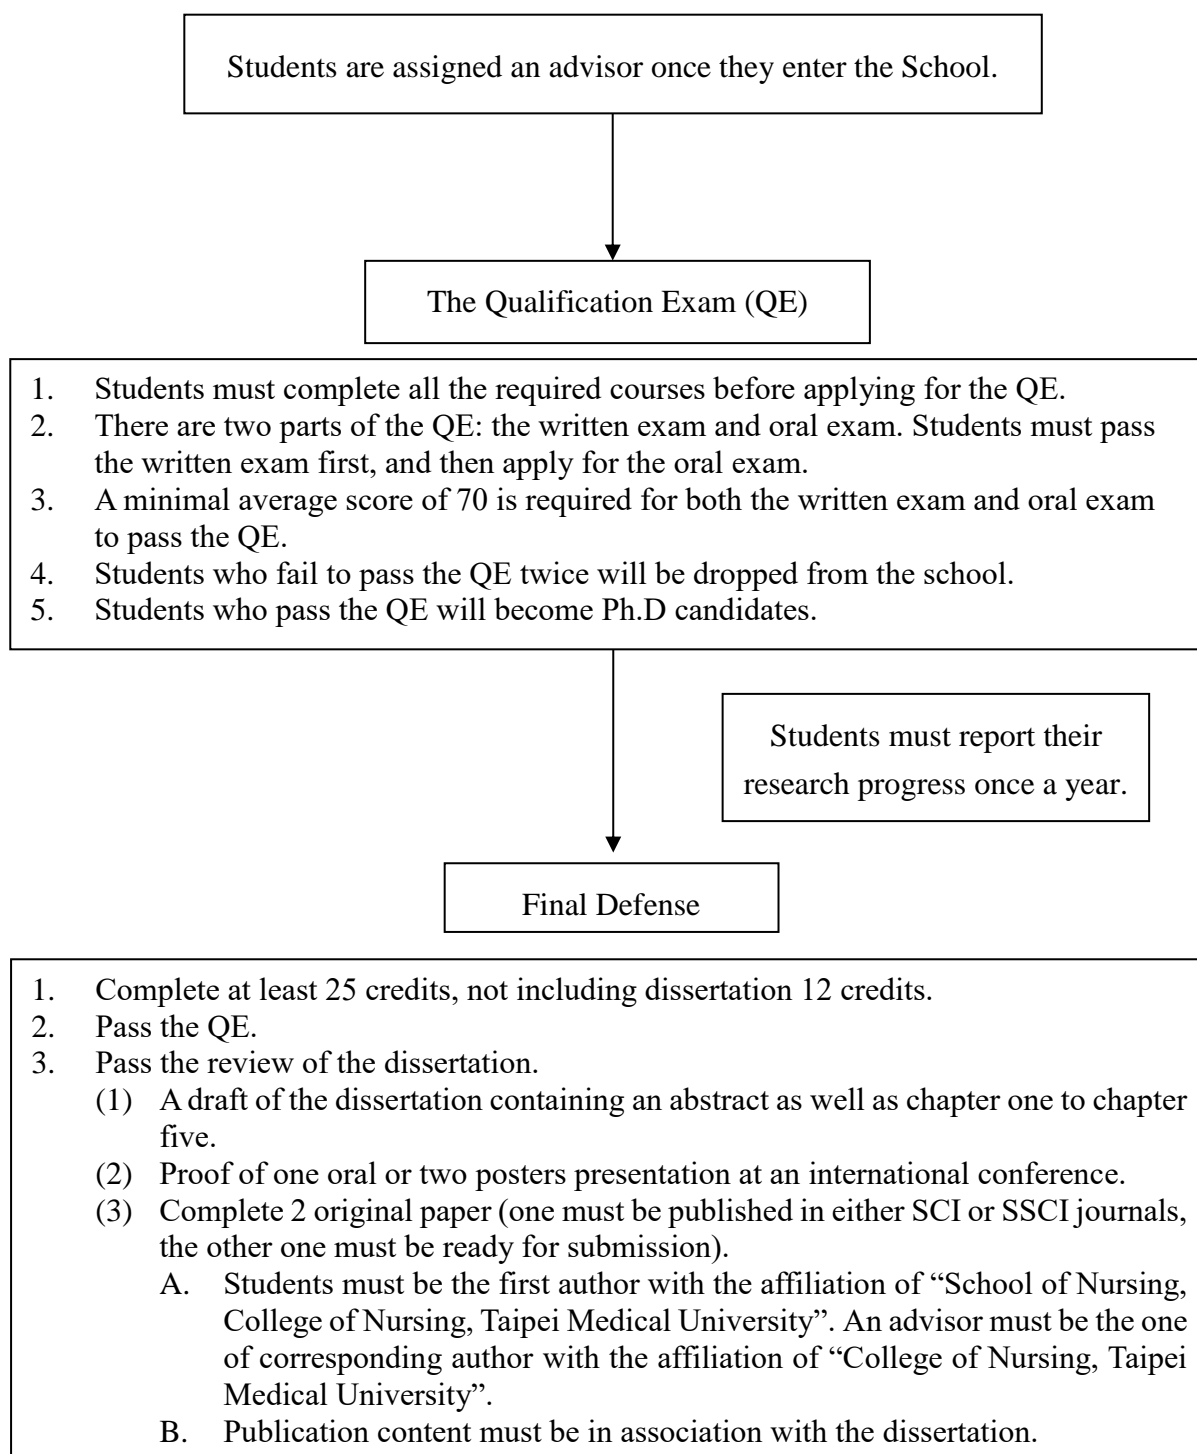 Students are assigned an advisor once they enter the School.
The Qualification Exam (QE)
1. Students must complete all the required courses before applying for the QE.
2. There are two parts of the QE: the written exam and oral exam. Students must pass
the written exam first, and then apply for the oral exam.
3. A minimal average score of 70 is required for both the written exam and oral exam
to pass the QE.
4. Students who fail to pass the QE twice will be dropped from the school.
5. Students who pass the QE will become Ph.D candidates.
Students must report their
research progress once a year.
Final Defense
1. Complete at least 25 credits, not including dissertation 12 credits.
2. Pass the QE.
3. Pass the review of the dissertation.
(1) A draft of the dissertation containing an abstract as well as chapter one to chapter
five.
(2) Proof of one oral or two posters presentation at an international conference.
(3) Complete 2 original paper (one must be published in either SCI or SSCI journals,
the other one must be ready for submission).
A. Students must be the first author with the affiliation of “School of Nursing,
College of Nursing, Taipei Medical University”. An advisor must be the one
of corresponding author with the affiliation of “College of Nursing, Taipei
Medical University”.
B. Publication content must be in association with the dissertation.